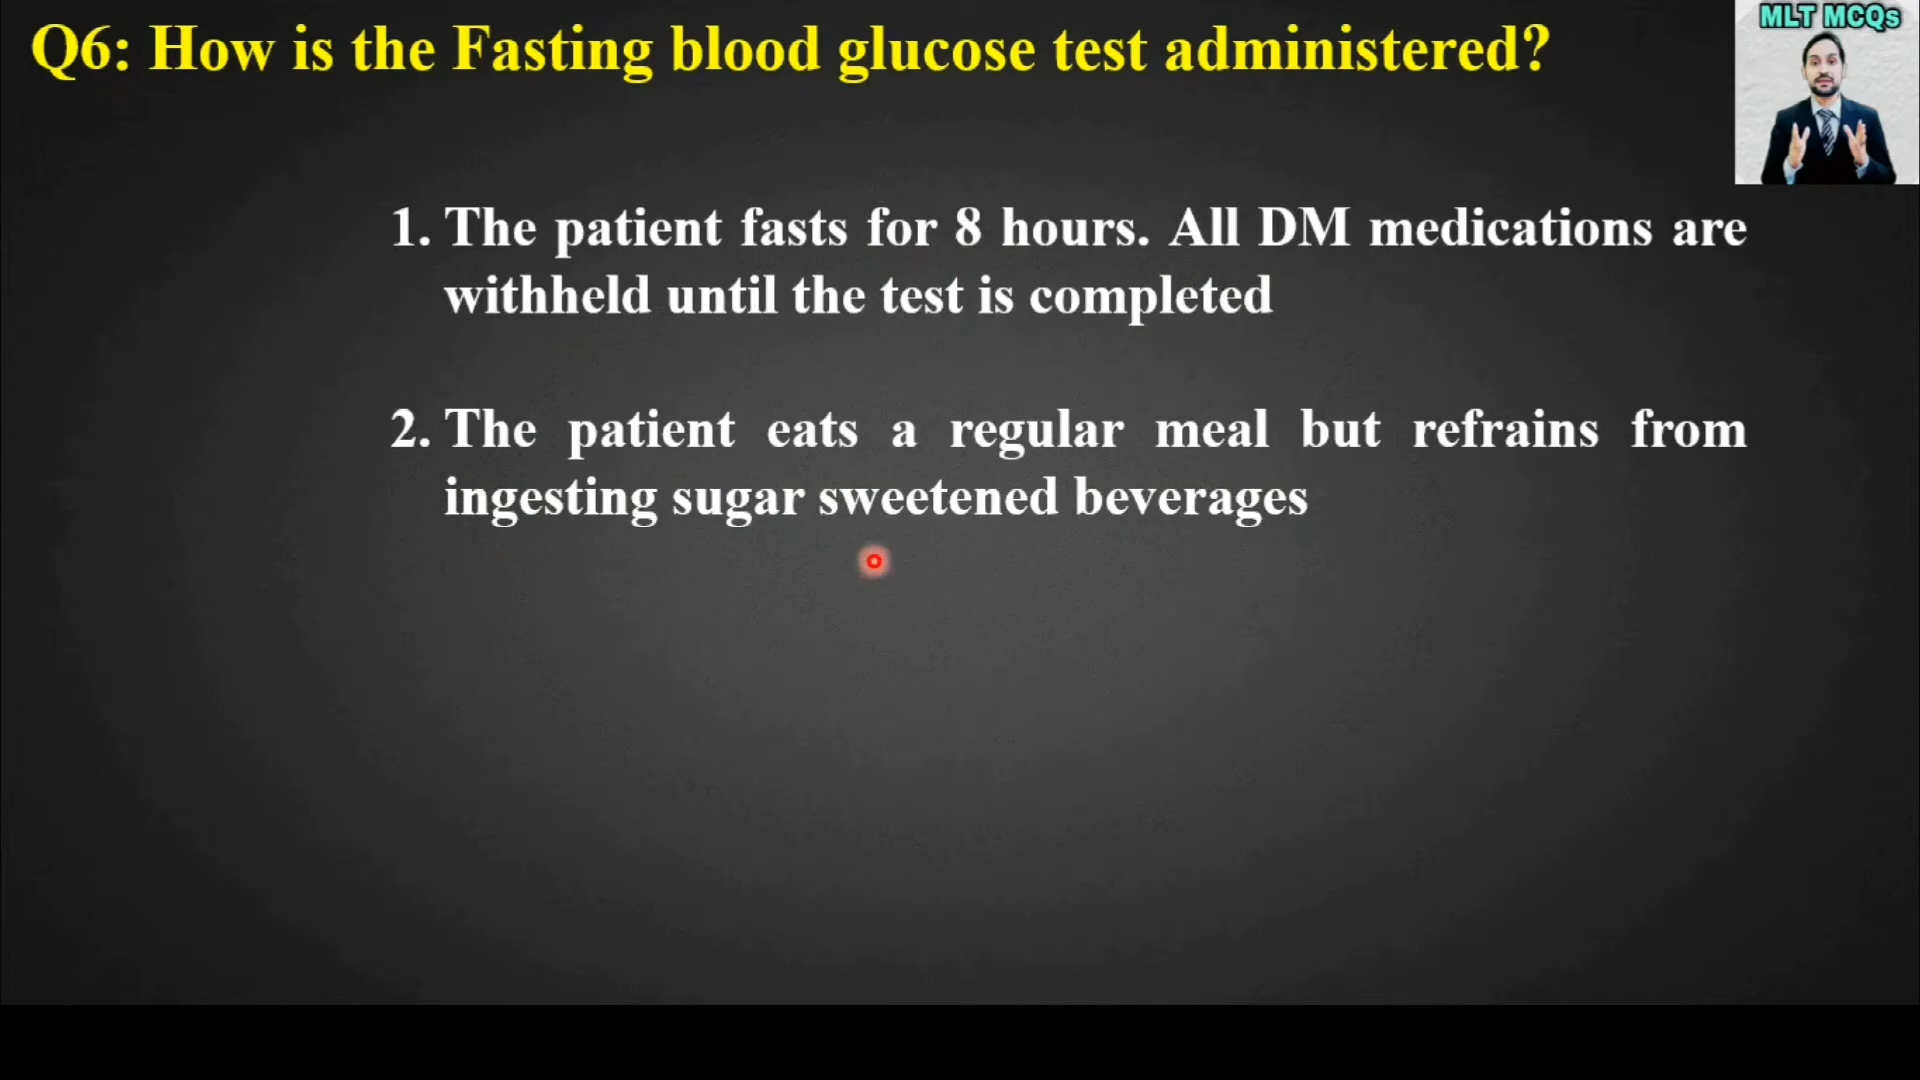 Q6: How is the Fasting blood glucose test administered?
MLT MCQs
1. The patient fasts for 8 hours. All DM medications are
withheld until the test is completed
2. The patient eats a regular meal but refrains from
ingesting sugar sweetened beverages